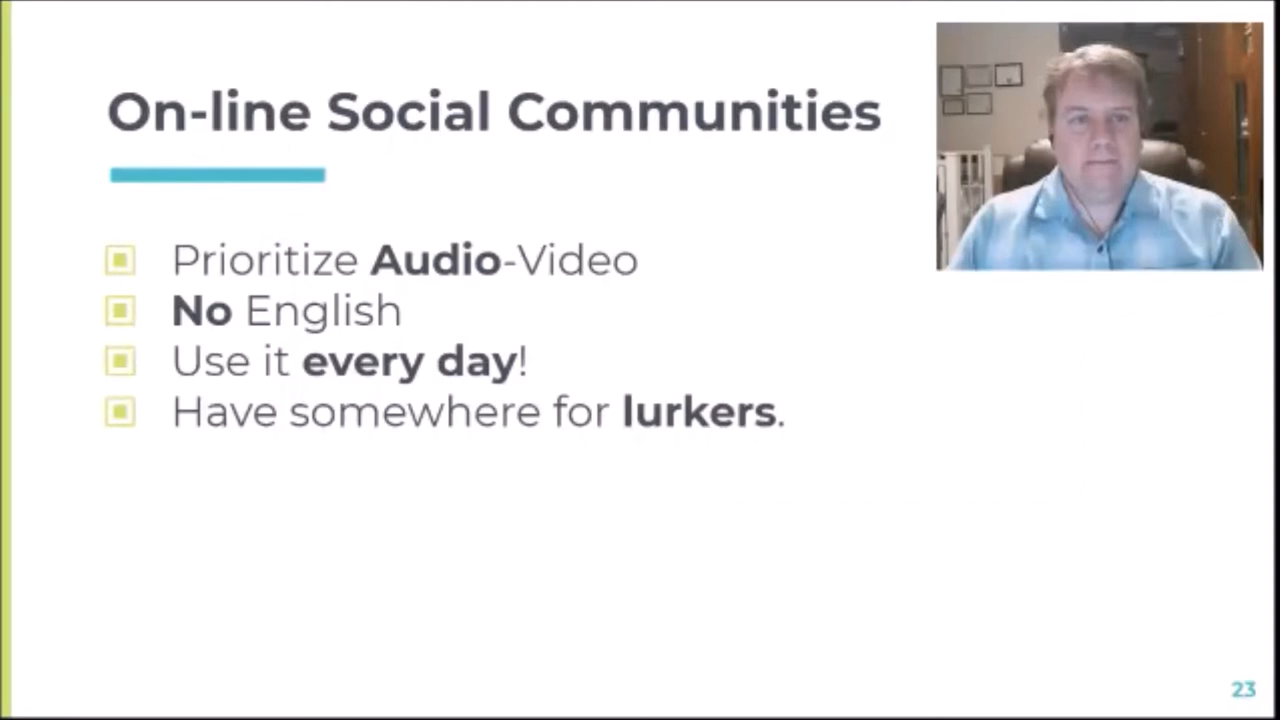 On-line Social Communities
Prioritize Audio-Video
No English
Use it every day!
Have somewhere for lurkers.
23